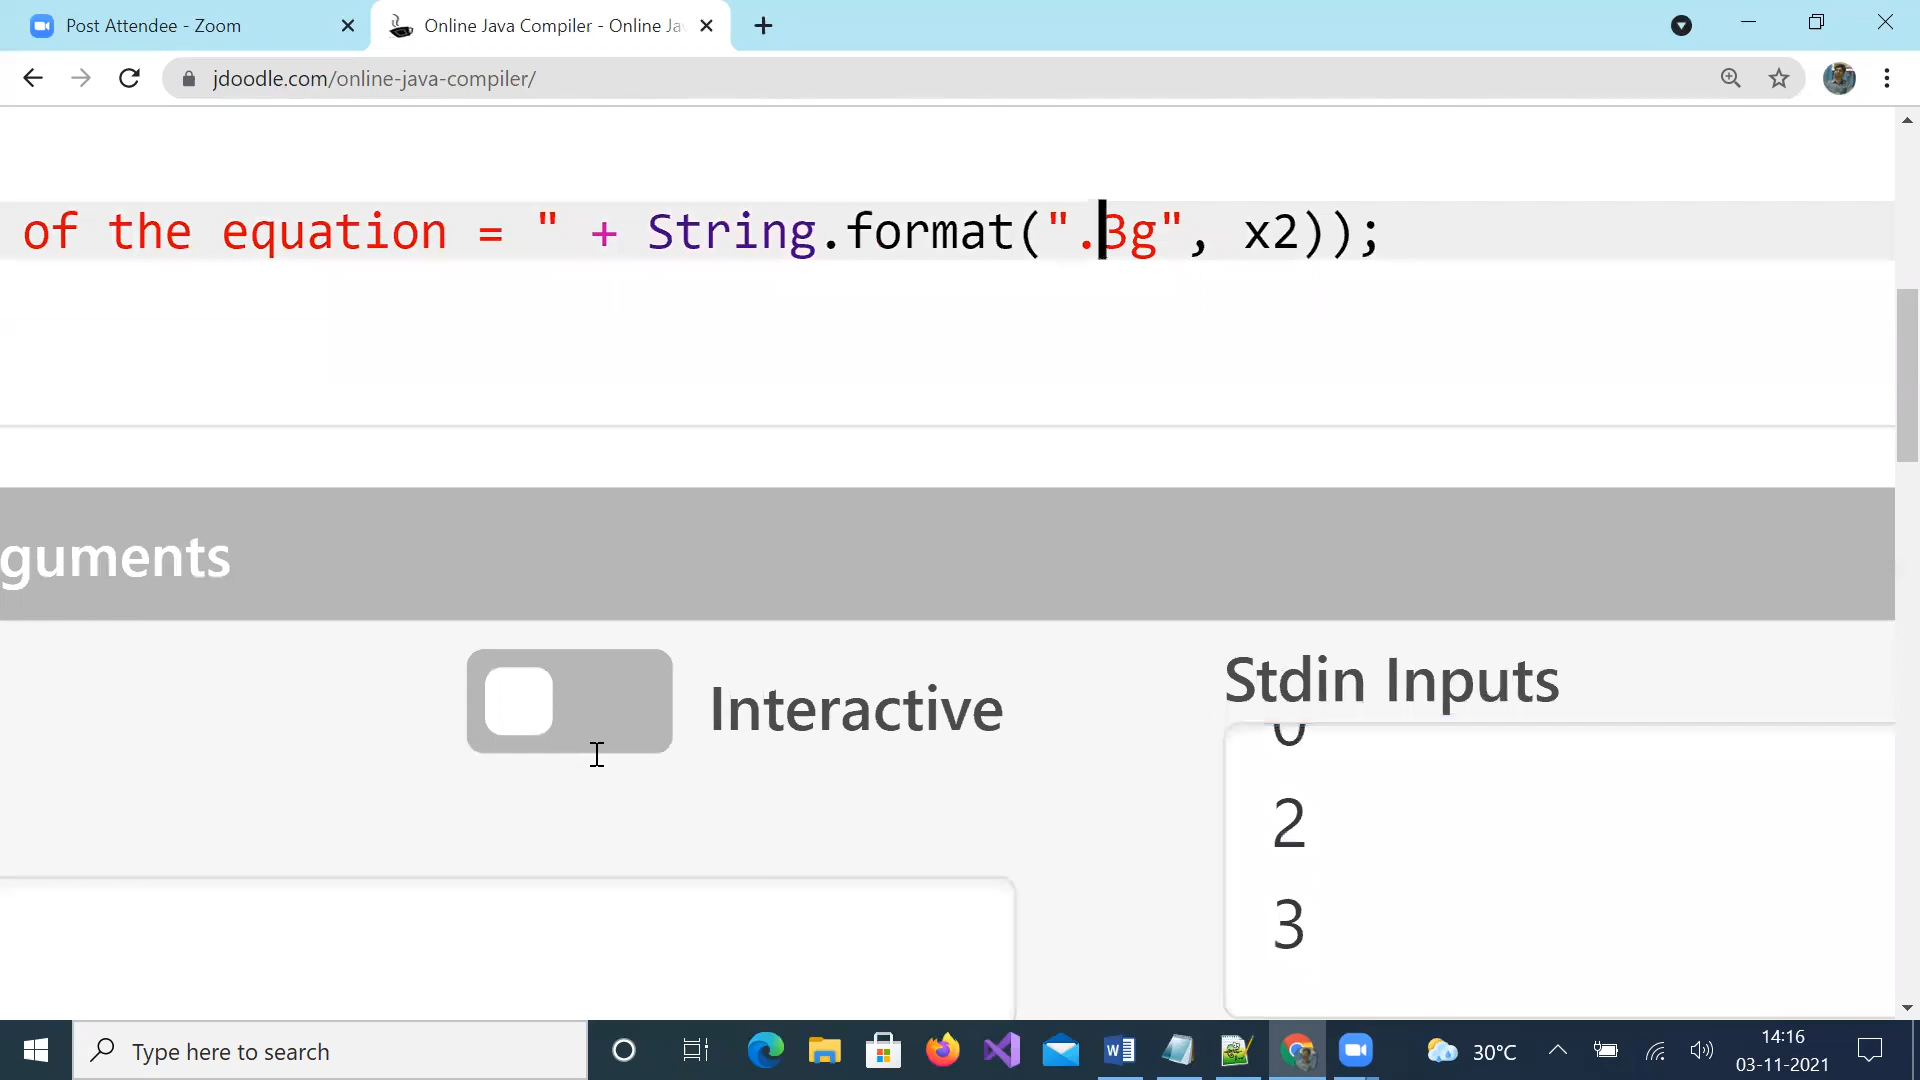 Post Attendee - Zoom
Online Java Compiler - Online Ja
jdoodle.com/online-java-compiler/
of the equation = " + String.format(".3g", x2));
guments
Interactive
Stdin Inputs
0
2
3
Type here to search
30°C
14:16
03-11-2021